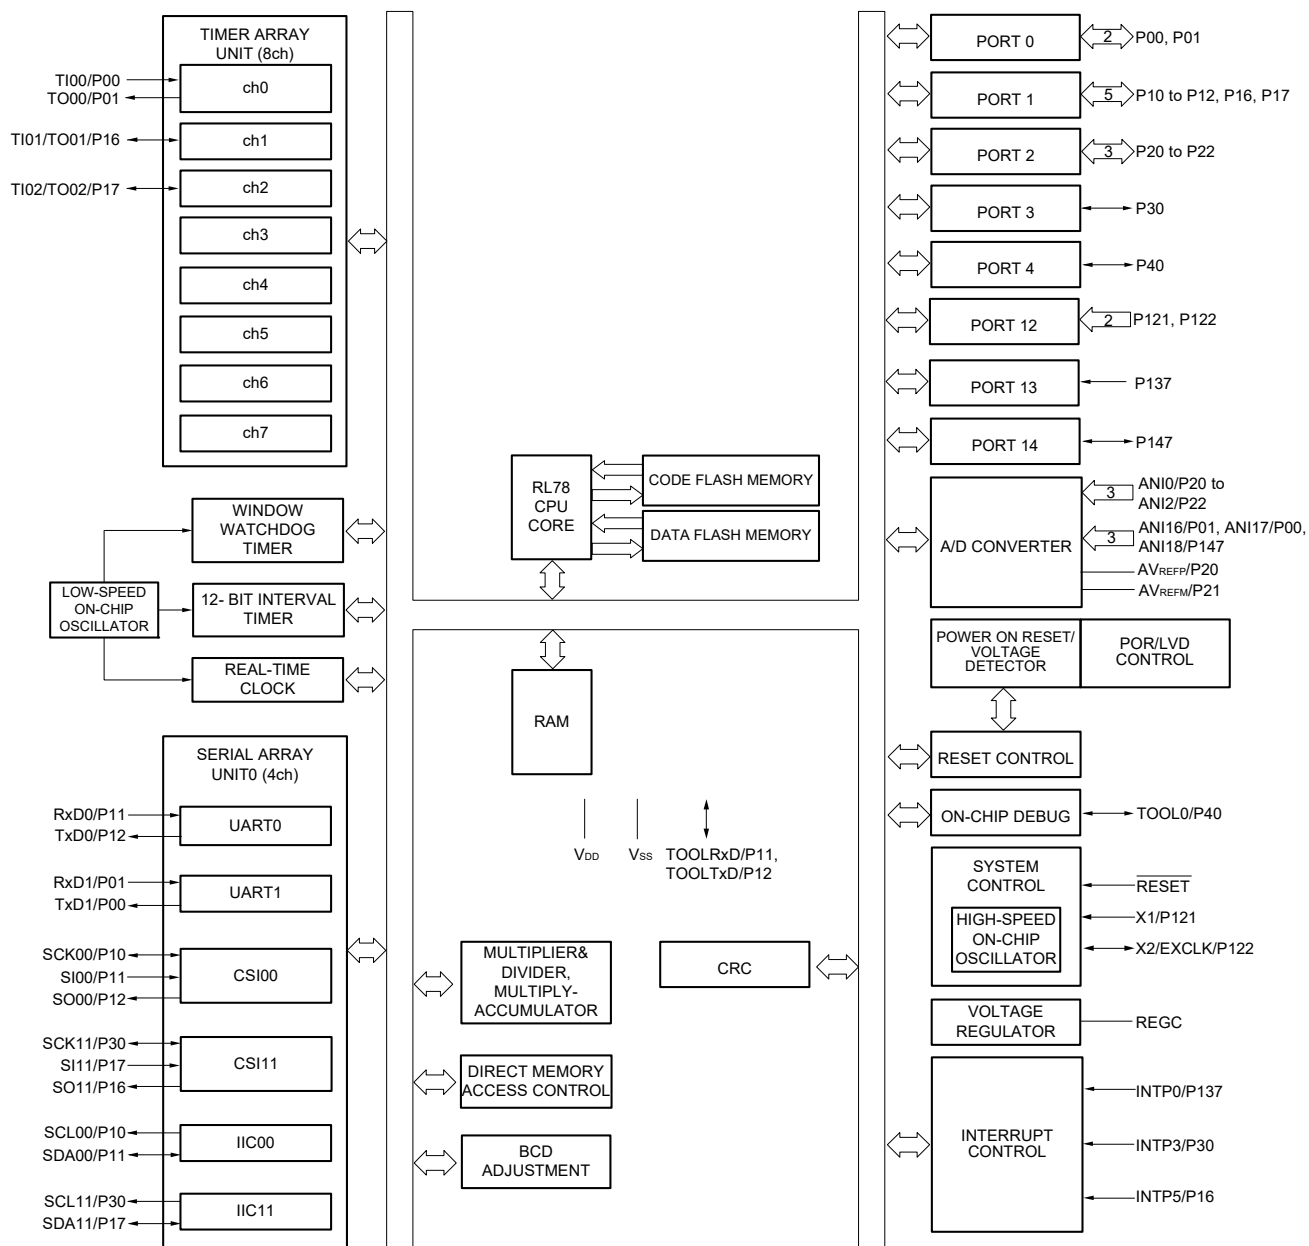 TIMER ARRAY
UNIT (8ch)
TI00/P00
TO00/P01
ch0
TI01/TO01/P16
ch1
TI02/TO02/P17
ch2
ch3
ch4
ch5
ch6
ch7
WINDOW
WATCHDOG
TIMER
LOW-SPEED
ON-CHIP
OSCILLATOR
12- BIT INTERVAL
TIMER
REAL-TIME
CLOCK
SERIAL ARRAY
UNIT0 (4ch)
RxD0/P11
TxD0/P12
UART0
RxD1/P01
TxD1/P00
UART1
SCK00/P10
SI00/P11
SO00/P12
CSI00
SCK11/P30
SI11/P17
SO11/P16
CSI11
SCL00/P10
SDA00/P11
IIC00
SCL11/P30
SDA11/P17
IIC11
RL78
CPU
CORE
CODE FLASH MEMORY
DATA FLASH MEMORY
RAM
VDD
VSS
TOOLRxD/P11,
TOOLTxD/P12
MULTIPLIER&
DIVIDER,
MULTIPLY-
ACCUMULATOR
CRC
DIRECT MEMORY
ACCESS CONTROL
BCD
ADJUSTMENT
PORT 0
2
P00, P01
PORT 1
5
P10 to P12, P16, P17
PORT 2
3
P20 to P22
PORT 3
P30
PORT 4
P40
PORT 12
2
P121, P122
PORT 13
P137
PORT 14
P147
A/D CONVERTER
3
ANI0/P20 to
ANI2/P22
3
ANI16/P01, ANI17/P00,
ANI18/P147
AVREFP/P20
AVREFM/P21
POWER ON RESET/
VOLTAGE
DETECTOR
POR/LVD
CONTROL
RESET CONTROL
ON-CHIP DEBUG
TOOL0/P40
SYSTEM
CONTROL
HIGH-SPEED
ON-CHIP
OSCILLATOR
RESET
X1/P121
X2/EXCLK/P122
VOLTAGE
REGULATOR
REGC
INTERRUPT
CONTROL
INTP0/P137
INTP3/P30
INTP5/P16